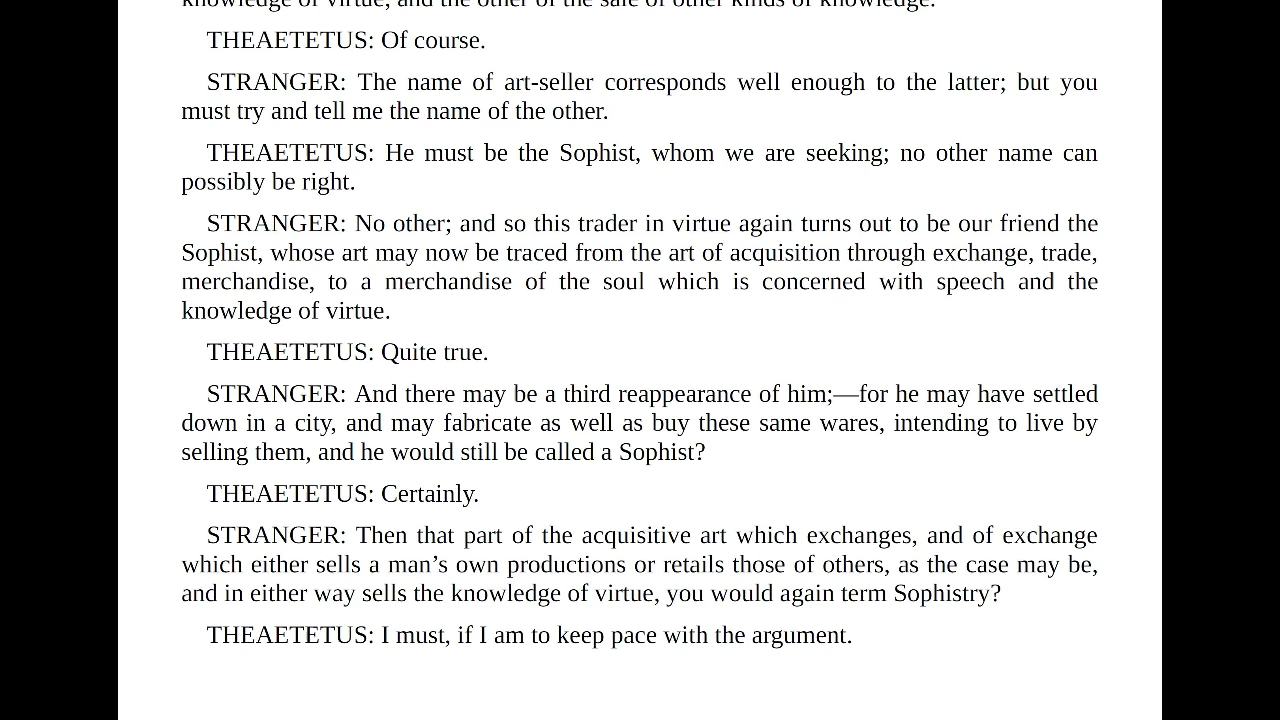 knowledge of virtue, and the other of the sale of other kinds of knowledge.
THEAETETUS: Of course.
STRANGER: The name of art-seller corresponds well enough to the latter; but you
must try and tell me the name of the other.
THEAETETUS: He must be the Sophist, whom we are seeking; no other name can
possibly be right.
STRANGER: No other; and so this trader in virtue again turns out to be our friend the
Sophist, whose art may now be traced from the art of acquisition through exchange, trade,
merchandise, to a merchandise of the soul which is concerned with speech and the
knowledge of virtue.
THEAETETUS: Quite true.
STRANGER: And there may be a third reappearance of him;—for he may have settled
down in a city, and may fabricate as well as buy these same wares, intending to live by
selling them, and he would still be called a Sophist?
THEAETETUS: Certainly.
STRANGER: Then that part of the acquisitive art which exchanges, and of exchange
which either sells a man’s own productions or retails those of others, as the case may be,
and in either way sells the knowledge of virtue, you would again term Sophistry?
THEAETETUS: I must, if I am to keep pace with the argument.